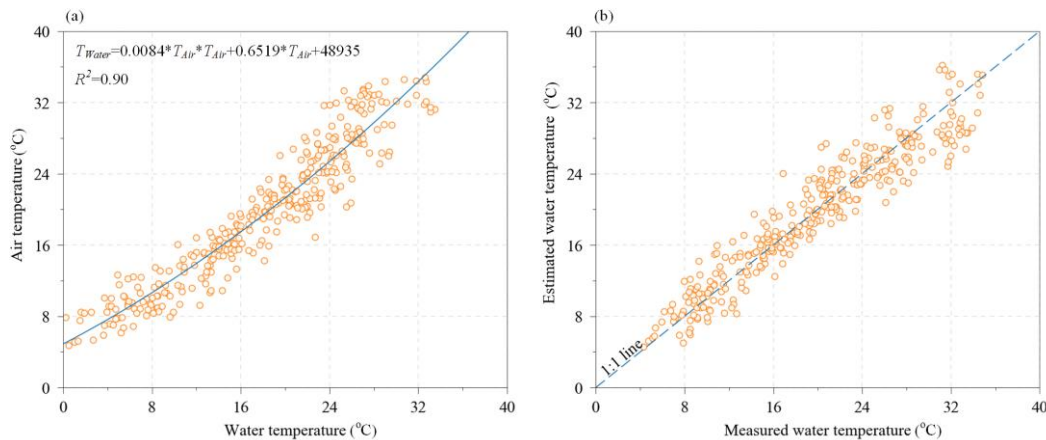 (a)
T_Water=0.0084*T_Air*T_Air+0.6519*T_Air+48935
R²=0.90
40
32
24
16
8
0
Air temperature (°C)
0 8 16 24 32 40
Water temperature (°C)
(b)
40
32
24
16
8
0
Estimated water temperature (°C)
1:1 line
0 8 16 24 32 40
Measured water temperature (°C)